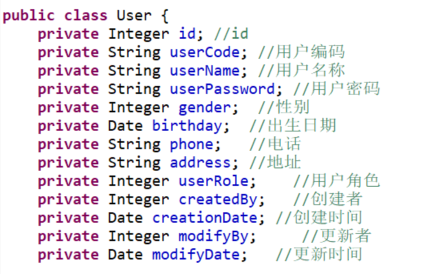 public class User {
private Integer id; //id
private String userCode; //用户编码
private String userName; //用户名称
private String userPassword; //用户密码
private Integer gender; //性别
private Date birthday; //出生日期
private String phone; //电话
private String address; //地址
private Integer userRole; //用户角色
private Integer createdBy; //创建者
private Date creationDate; //创建时间
private Integer modifyBy; //更新者
private Date modifyDate; //更新时间